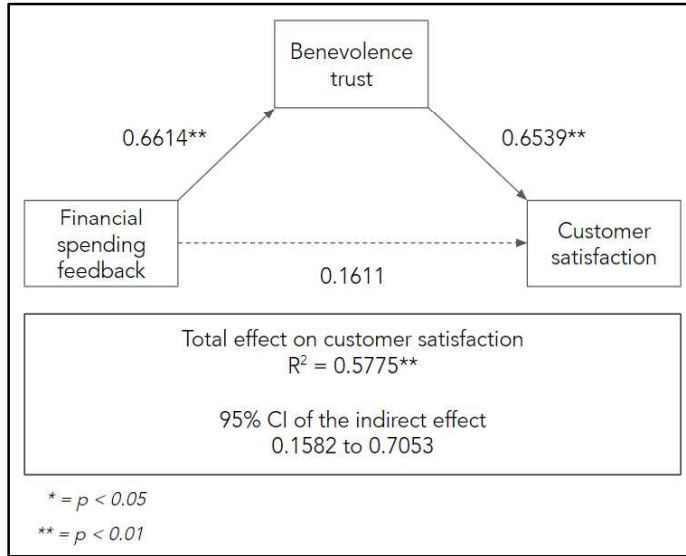 Benevolence
trust
0.6614**
0.6539**
Financial
spending
feedback
Customer
satisfaction
0.1611
Total effect on customer satisfaction
R² = 0.5775**
95% CI of the indirect effect
0.1582 to 0.7053
* = p < 0.05
** = p < 0.01